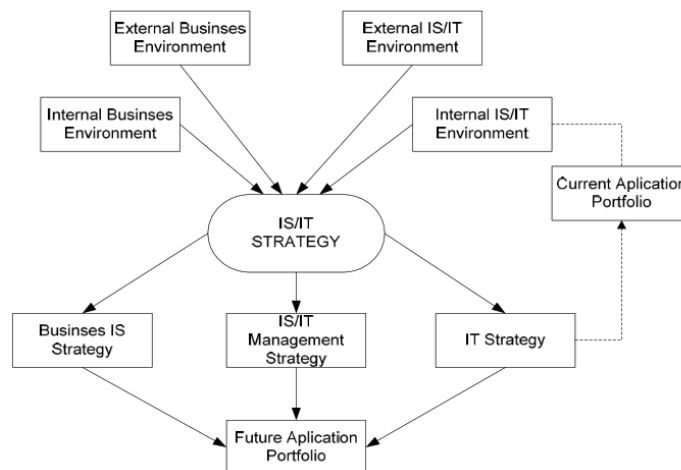 External Businses
Environment
External IS/IT
Environment
Internal Businses
Environment
Internal IS/IT
Environment
Current Aplication
Portfolio
IS/IT
STRATEGY
Businses IS
Strategy
IS/IT
Management
Strategy
IT Strategy
Future Aplication
Portfolio